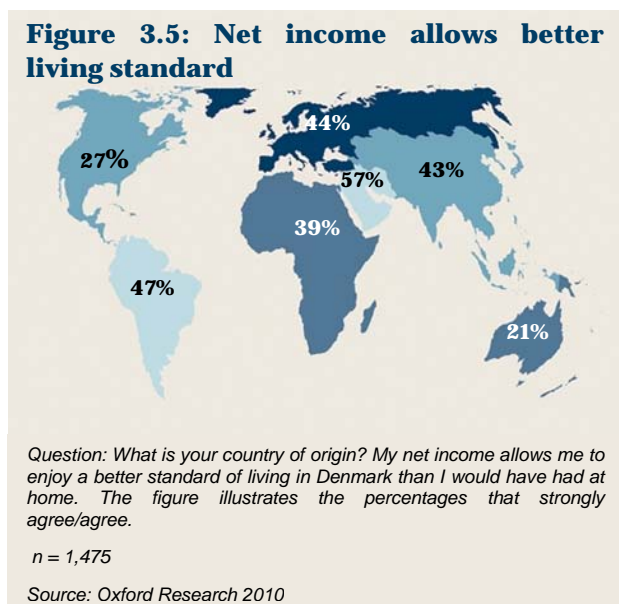 Figure 3.5: Net income allows better
living standard
44%
27%
43%
57%
39%
47%
21%
Question: What is your country of origin? My net income allows me to
enjoy a better standard of living in Denmark than I would have had at
home. The figure illustrates the percentages that strongly
agree/agree.
n = 1,475
Source: Oxford Research 2010